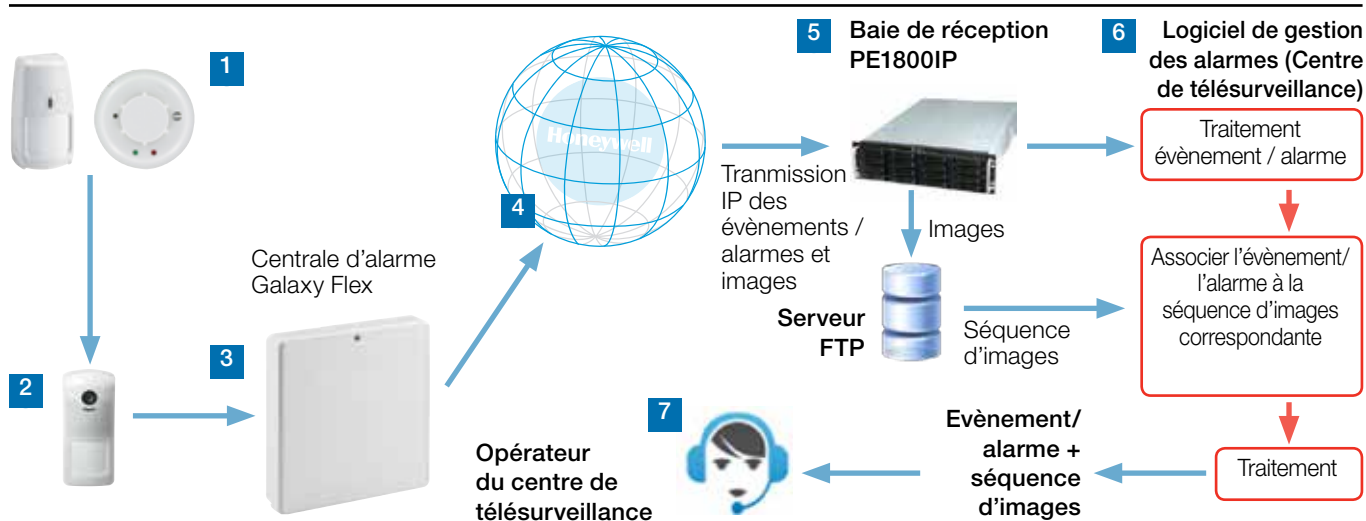 1
2
3
Centrale d'alarme
Galaxy Flex
4
Honeywell
Tranmission
IP des
évènements /
alarmes et
images
5
Baie de réception
PE1800IP
Images
Serveur
FTP
Séquence
d'images
6
Logiciel de gestion
des alarmes (Centre
de télésurveillance)
Traitement
évènement / alarme
Associer l'évènement/
l'alarme à la
séquence d'images
correspondante
Traitement
Evènement/
alarme +
séquence
d'images
7
Opérateur
du centre de
télésurveillance